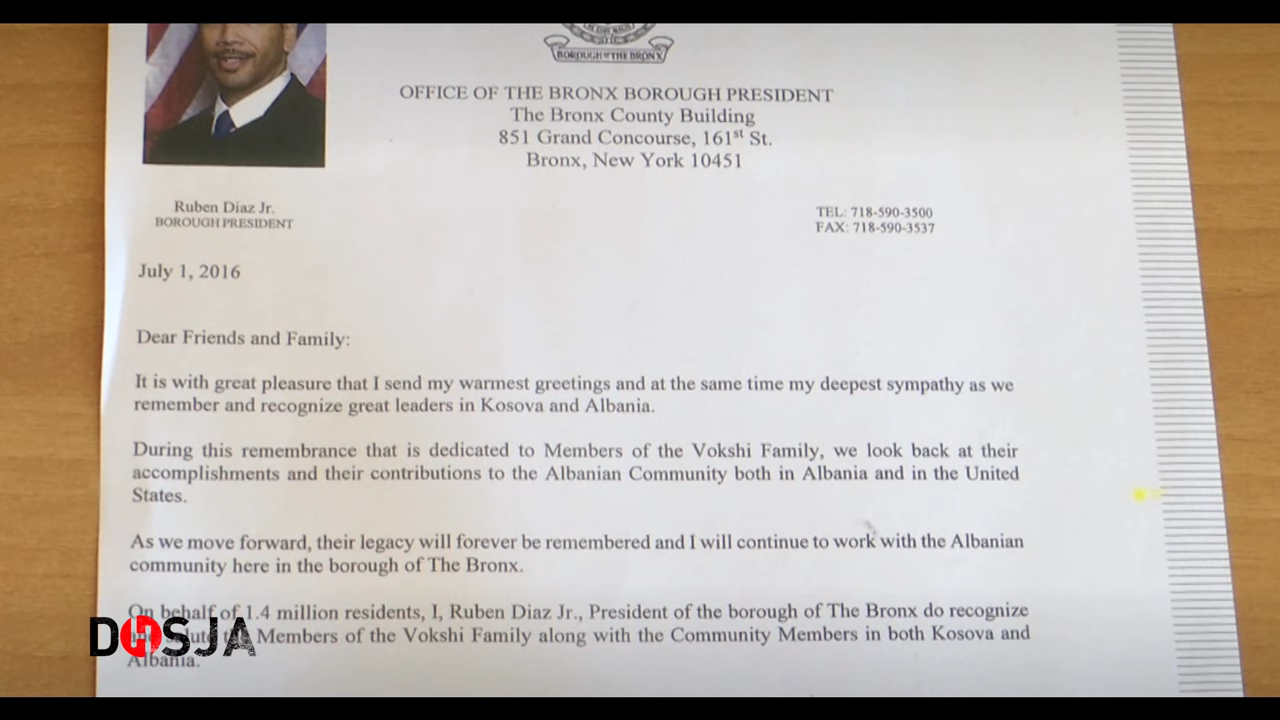 BOROUGH OF THE BRONX
OFFICE OF THE BRONX BOROUGH PRESIDENT
The Bronx County Building
851 Grand Concourse, 161st St.
Bronx, New York 10451
Ruben Diaz Jr.
BOROUGH PRESIDENT
TEL: 718-590-3500
FAX: 718-590-3537
July 1, 2016
Dear Friends and Family:
It is with great pleasure that I send my warmest greetings and at the same time my deepest sympathy as we
remember and recognize great leaders in Kosova and Albania.
During this remembrance that is dedicated to Members of the Vokshi Family, we look back at their
accomplishments and their contributions to the Albanian Community both in Albania and in the United
States.
As we move forward, their legacy will forever be remembered and I will continue to work with the Albanian
community here in the borough of The Bronx.
On behalf of 1.4 million residents, I, Ruben Diaz Jr., President of the borough of The Bronx do recognize
Members of the Vokshi Family along with the Community Members in both Kosova and
Albania.
DOSJA